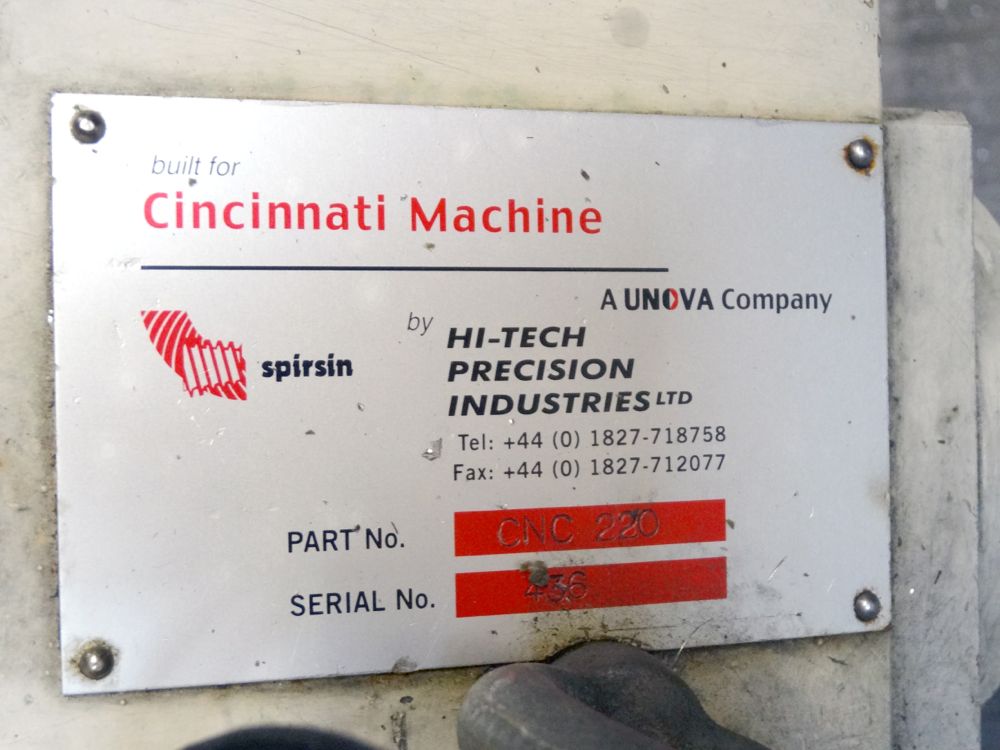 built for
Cincinnati Machine
A UNOVA Company
by
HI-TECH
PRECISION
INDUSTRIES LTD
spirsin
Tel: +44 (0) 1827-718758
Fax: +44 (0) 1827-712077
PART No. CNC 220
SERIAL No. 436